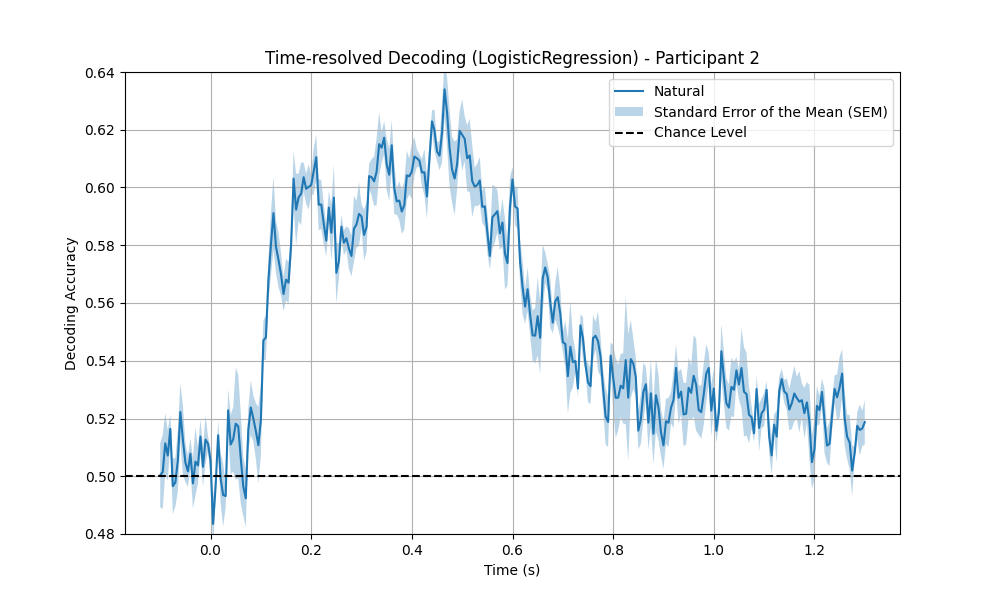 Time-resolved Decoding (LogisticRegression) - Participant 2
Natural
Standard Error of the Mean (SEM)
Chance Level
Decoding Accuracy
0.64
0.62
0.60
0.58
0.56
0.54
0.52
0.50
0.48
0.0 0.2 0.4 0.6 0.8 1.0 1.2
Time (s)